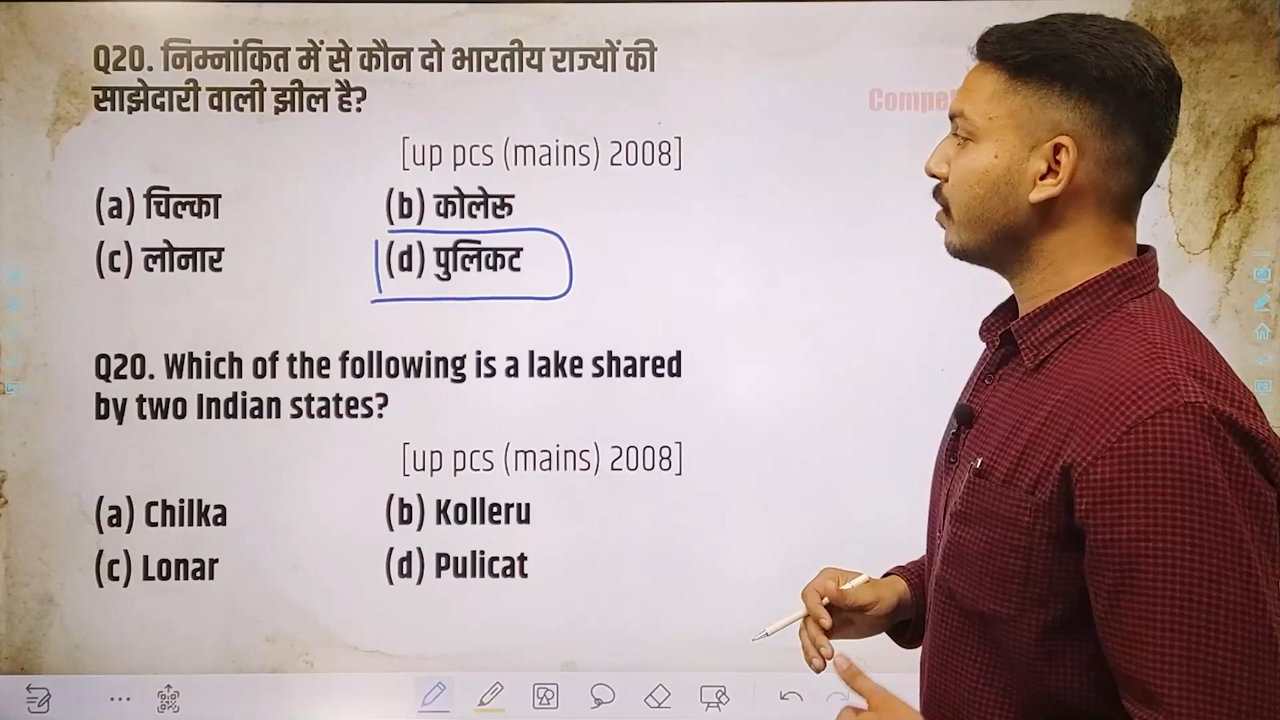 Q20. निम्नांकित में से कौन दो भारतीय राज्यों की
साझेदारी वाली झील है?
[up pcs (mains) 2008]
(a) चिल्का (b) कोलेरू
(c) लोनार (d) पुलिकट
Q20. Which of the following is a lake shared
by two Indian states?
[up pcs (mains) 2008]
(a) Chilka (b) Kolleru
(c) Lonar (d) Pulicat